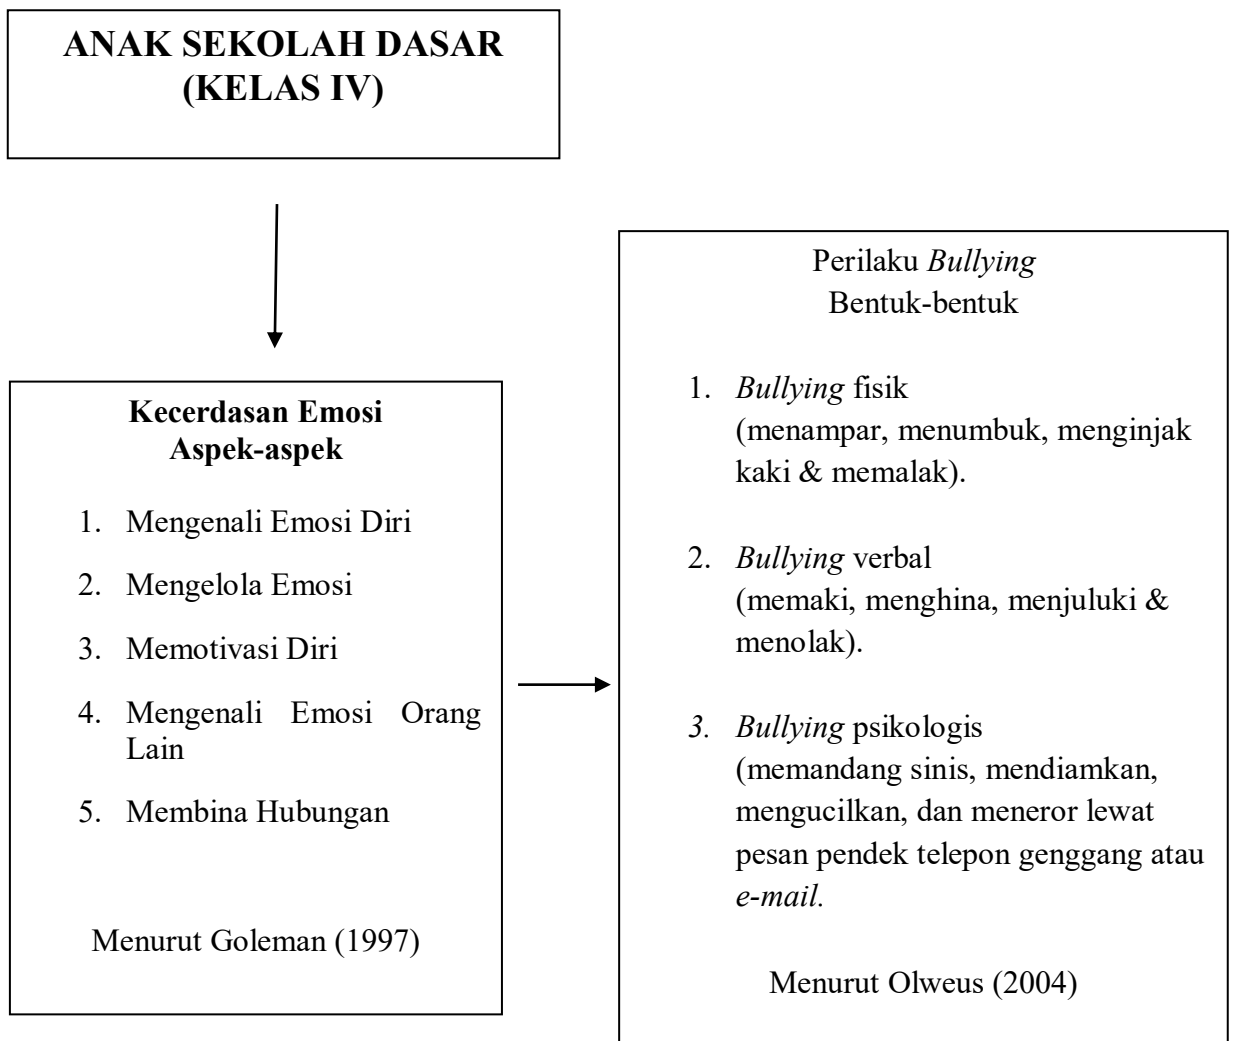 ANAK SEKOLAH DASAR
(KELAS IV)
Kecerdasan Emosi
Aspek-aspek
1. Mengenali Emosi Diri
2. Mengelola Emosi
3. Memotivasi Diri
4. Mengenali Emosi Orang
Lain
5. Membina Hubungan
Menurut Goleman (1997)
Perilaku Bullying
Bentuk-bentuk
1. Bullying fisik
(menampar, menumbuk, menginjak
kaki & memalak).
2. Bullying verbal
(memaki, menghina, menjuluki &
menolak).
3. Bullying psikologis
(memandang sinis, mendiamkan,
mengucilkan, dan meneror lewat
pesan pendek telepon genggang atau
e-mail.
Menurut Olweus (2004)